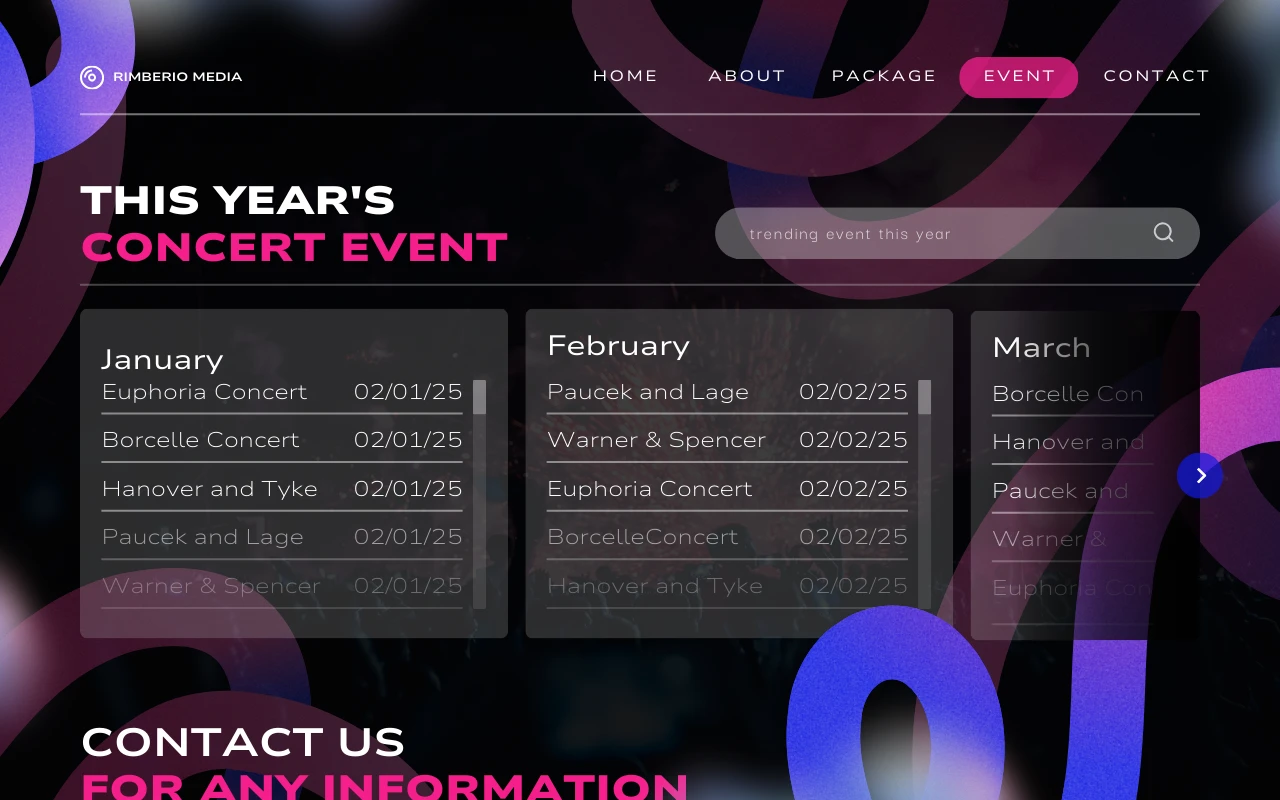 RIMBERIO MEDIA
HOME ABOUT PACKAGE EVENT CONTACT
THIS YEAR'S
CONCERT EVENT
trending event this year
January
Euphoria Concert 02/01/25
Borcelle Concert 02/01/25
Hanover and Tyke 02/01/25
Paucek and Lage 02/01/25
Warner & Spencer 02/01/25
February
Paucek and Lage 02/02/25
Warner & Spencer 02/02/25
Euphoria Concert 02/02/25
BorcelleConcert 02/02/25
Hanover and Tyke 02/02/25
March
Borcelle Con
Hanover and
Paucek and
Warner &
Euphoria Con
CONTACT US
FOR ANY INFORMATION